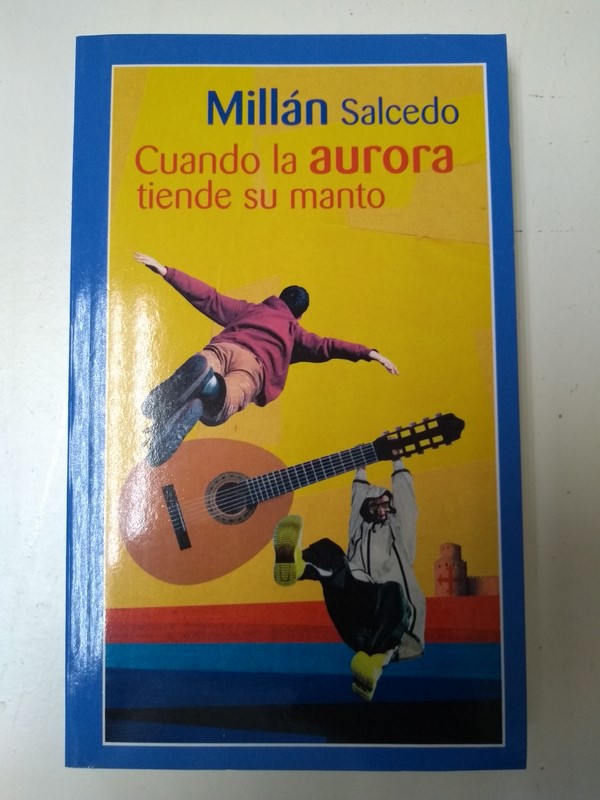 Millán Salcedo
Cuando la aurora
tiende su manto